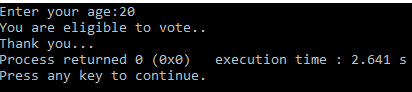 Enter your age:20
You are eligible to vote..
Thank you...
Process returned 0 (0x0)   execution time : 2.641 s
Press any key to continue.